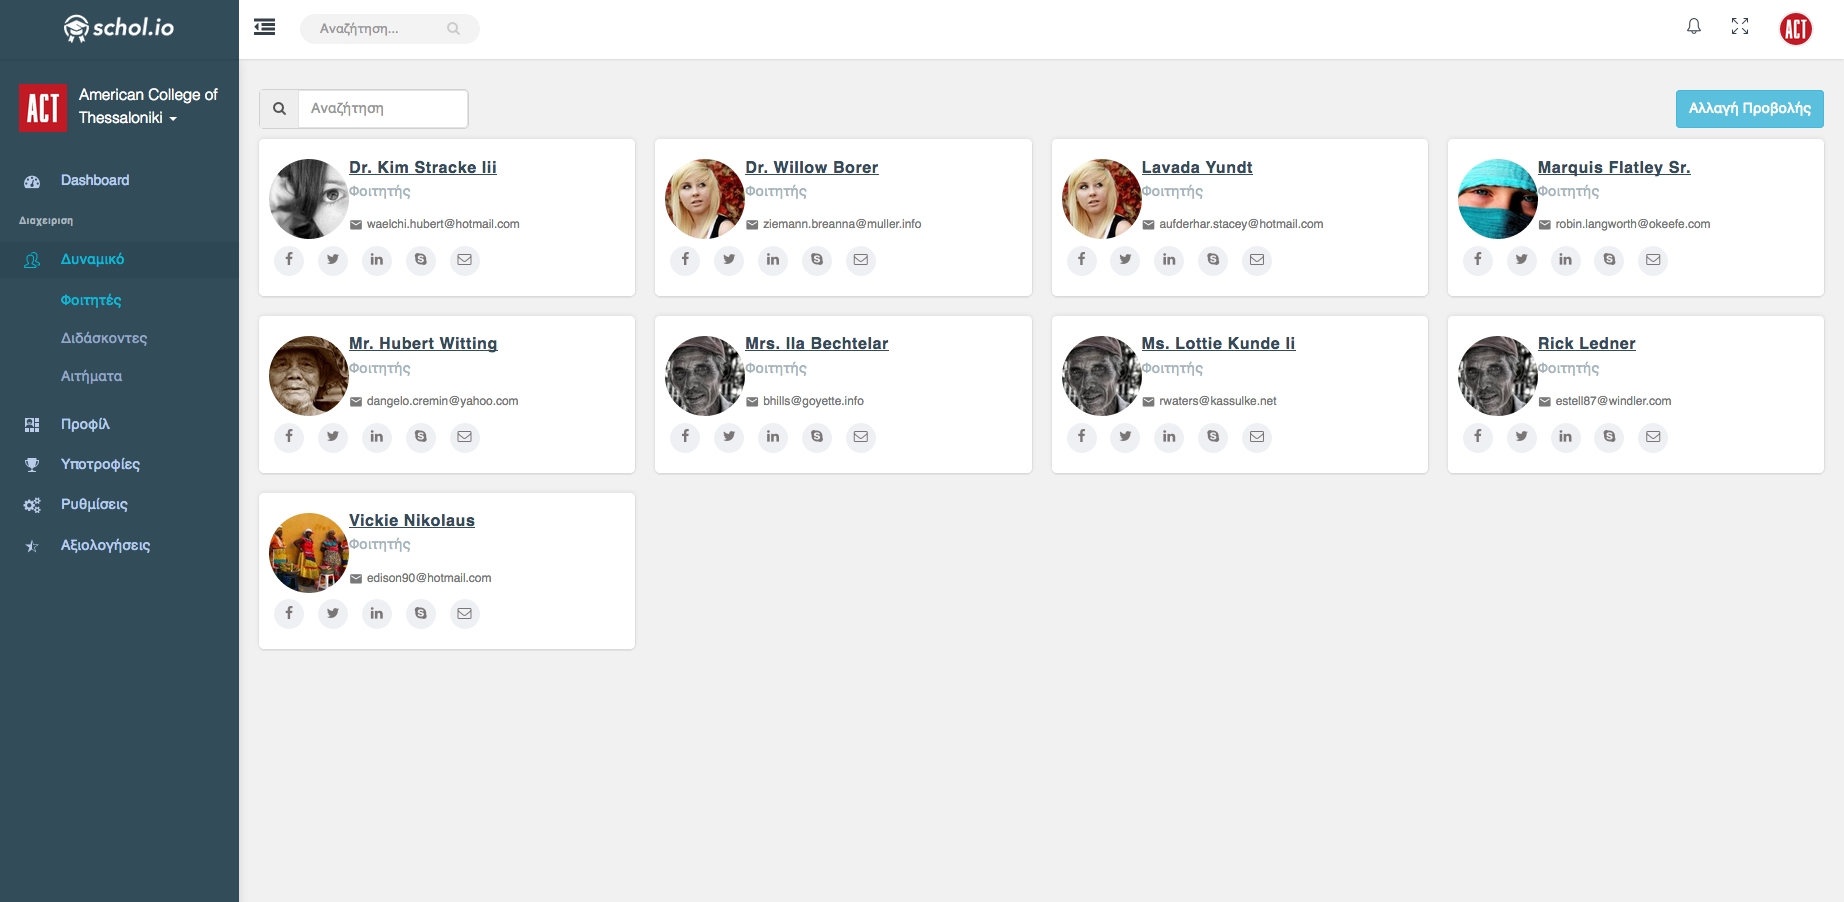 schol.io
Αναζήτηση...
ACT
ACT
American College of
Thessaloniki
Dashboard
Διαχειριση
Δυναμικό
Φοιτητές
Διδάσκοντες
Αιτήματα
Προφίλ
Υποτροφίες
Ρυθμίσεις
Αξιολογήσεις
Αναζήτηση
Αλλαγή Προβολής
Dr. Kim Stracke Iii
Φοιτητής
waelchi.hubert@hotmail.com
Dr. Willow Borer
Φοιτητής
ziemann.breanna@muller.info
Lavada Yundt
Φοιτητής
aufderhar.stacey@hotmail.com
Marquis Flatley Sr.
Φοιτητής
robin.langworth@okeefe.com
Mr. Hubert Witting
Φοιτητής
dangelo.cremin@yahoo.com
Mrs. Ila Bechtelar
Φοιτητής
bhills@goyette.info
Ms. Lottie Kunde Ii
Φοιτητής
rwaters@kassulke.net
Rick Ledner
Φοιτητής
estell87@windler.com
Vickie Nikolaus
Φοιτητής
edison90@hotmail.com